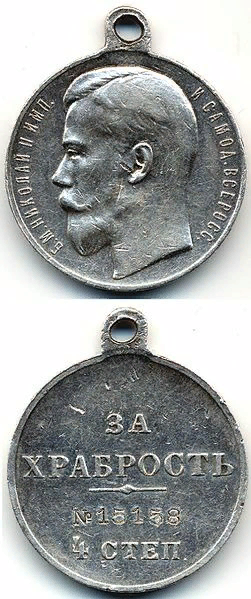 Б. М. НИКОЛАЙ II ИМП. И САМОД. ВСЕРОСС.
ЗА
ХРАБРОСТЬ
№15158
4 СТЕП.